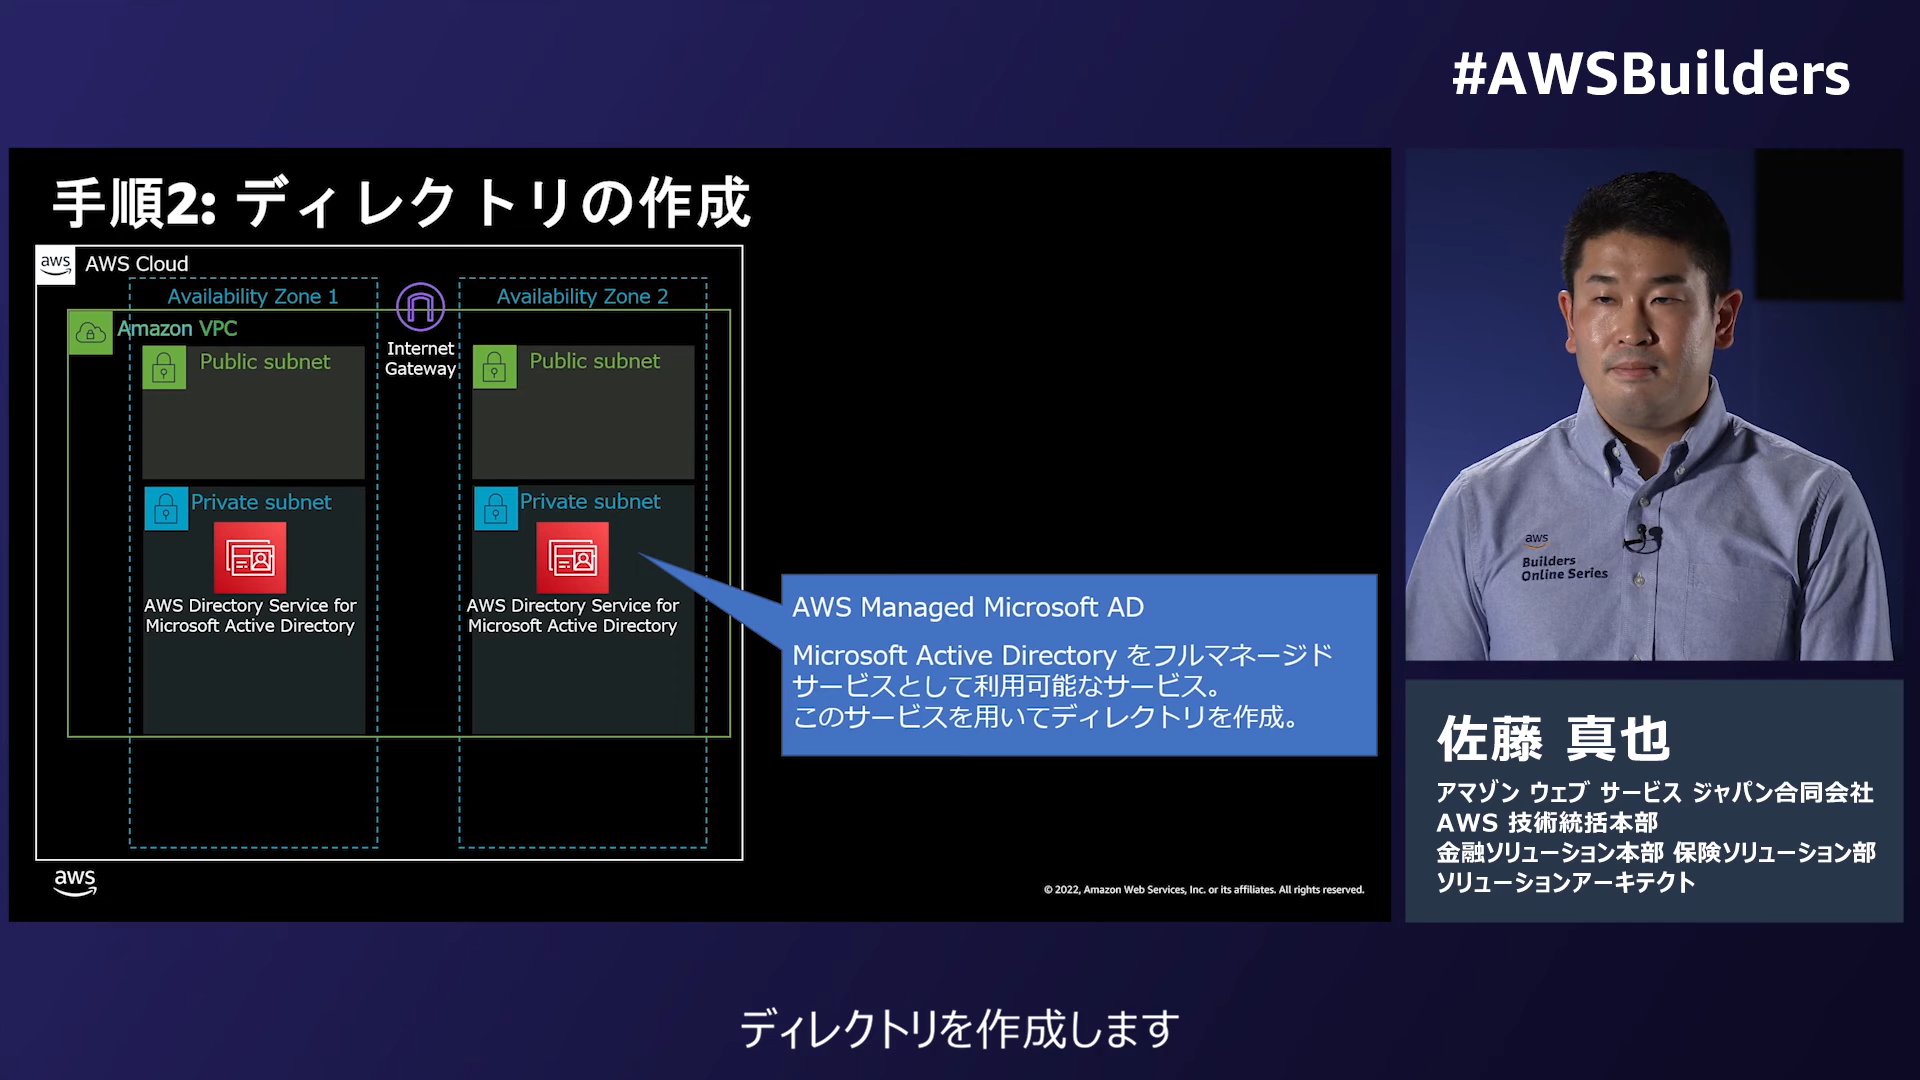 #AWSBuilders
手順2: ディレクトリの作成
aws
AWS Cloud
Availability Zone 1
Availability Zone 2
Amazon VPC
Internet
Gateway
Public subnet
Public subnet
Private subnet
Private subnet
AWS Directory Service for
Microsoft Active Directory
AWS Directory Service for
Microsoft Active Directory
AWS Managed Microsoft AD
Microsoft Active Directory をフルマネージド
サービスとして利用可能なサービス。
このサービスを用いてディレクトリを作成。
aws
© 2022, Amazon Web Services, Inc. or its affiliates. All rights reserved.
aws
Builders
Online Series
佐藤 真也
アマゾン ウェブ サービス ジャパン合同会社
AWS 技術統括本部
金融ソリューション本部 保険ソリューション部
ソリューションアーキテクト
ディレクトリを作成します